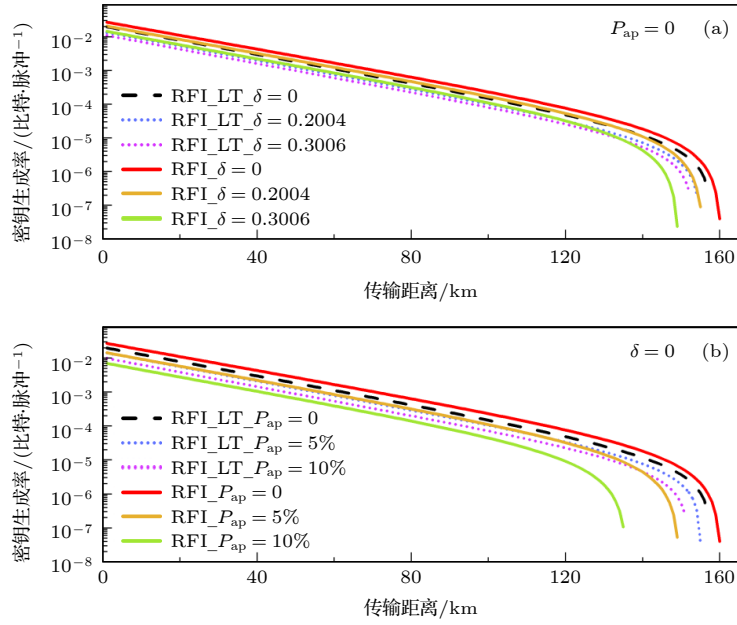 P_ap = 0 (a)
10⁻²
10⁻³
10⁻⁴
10⁻⁵
10⁻⁶
10⁻⁷
10⁻⁸
密钥生成率/(比特·脉冲⁻¹)
RFI_LT_δ = 0
RFI_LT_δ = 0.2004
RFI_LT_δ = 0.3006
RFI_δ = 0
RFI_δ = 0.2004
RFI_δ = 0.3006
0 40 80 120 160
传输距离/km
δ = 0 (b)
10⁻²
10⁻³
10⁻⁴
10⁻⁵
10⁻⁶
10⁻⁷
10⁻⁸
密钥生成率/(比特·脉冲⁻¹)
RFI_LT_P_ap = 0
RFI_LT_P_ap = 5%
RFI_LT_P_ap = 10%
RFI_P_ap = 0
RFI_P_ap = 5%
RFI_P_ap = 10%
0 40 80 120 160
传输距离/km